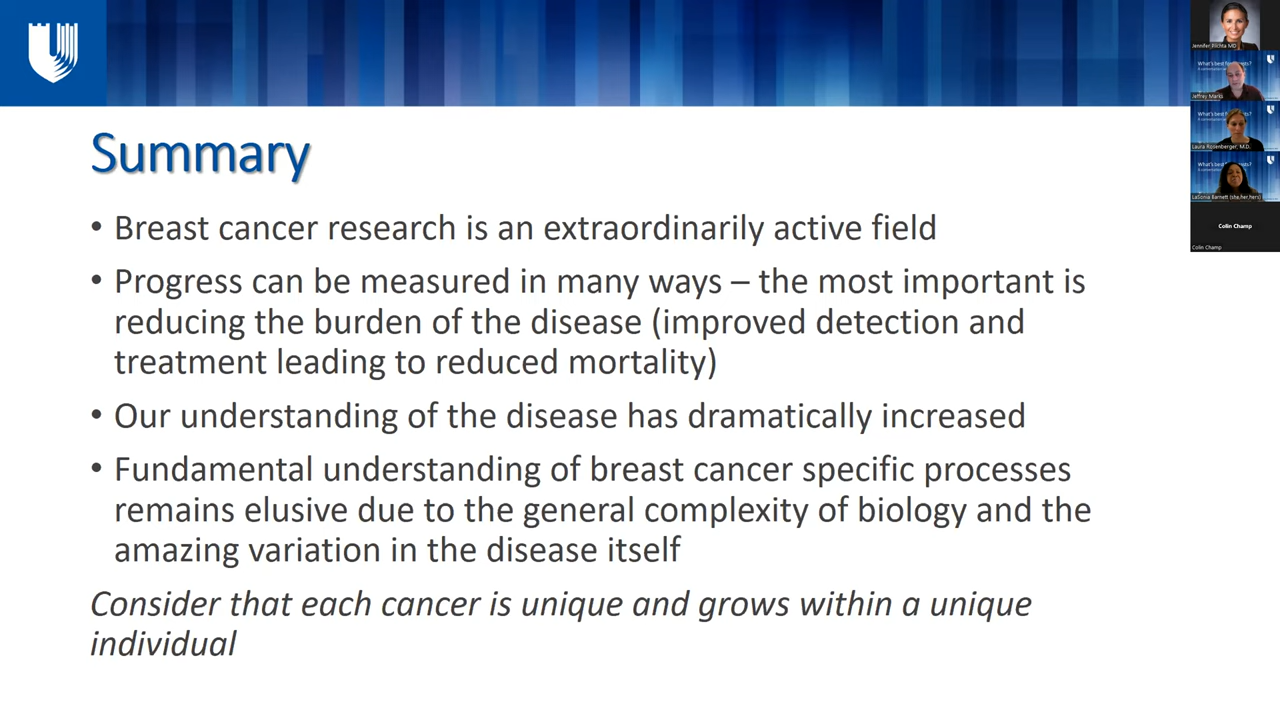 Summary
• Breast cancer research is an extraordinarily active field
• Progress can be measured in many ways – the most important is
reducing the burden of the disease (improved detection and
treatment leading to reduced mortality)
• Our understanding of the disease has dramatically increased
• Fundamental understanding of breast cancer specific processes
remains elusive due to the general complexity of biology and the
amazing variation in the disease itself
Consider that each cancer is unique and grows within a unique
individual
Jennifer Plichta MD
What's best
Jeffrey Marks
What's best
Laura Rosenberger, M.D.
What's best
LaSonia Barnett (she,her,hers)
Colin Champ
Colin Champ